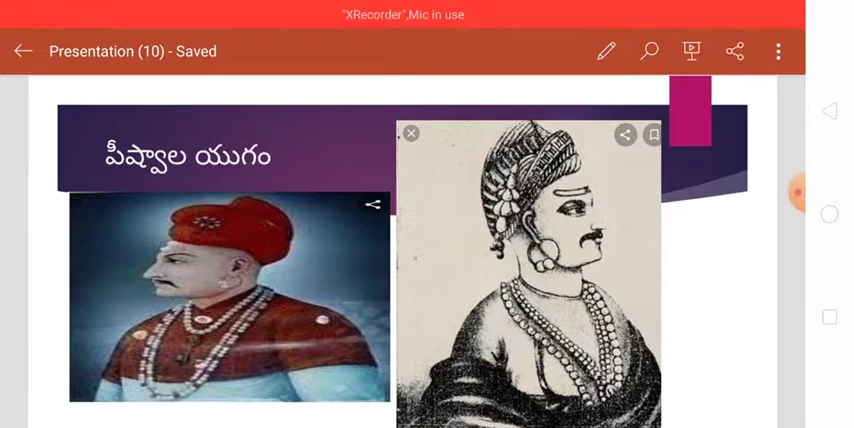 "XRecorder",Mic in use
Presentation (10) - Saved
పీష్వాల యుగం